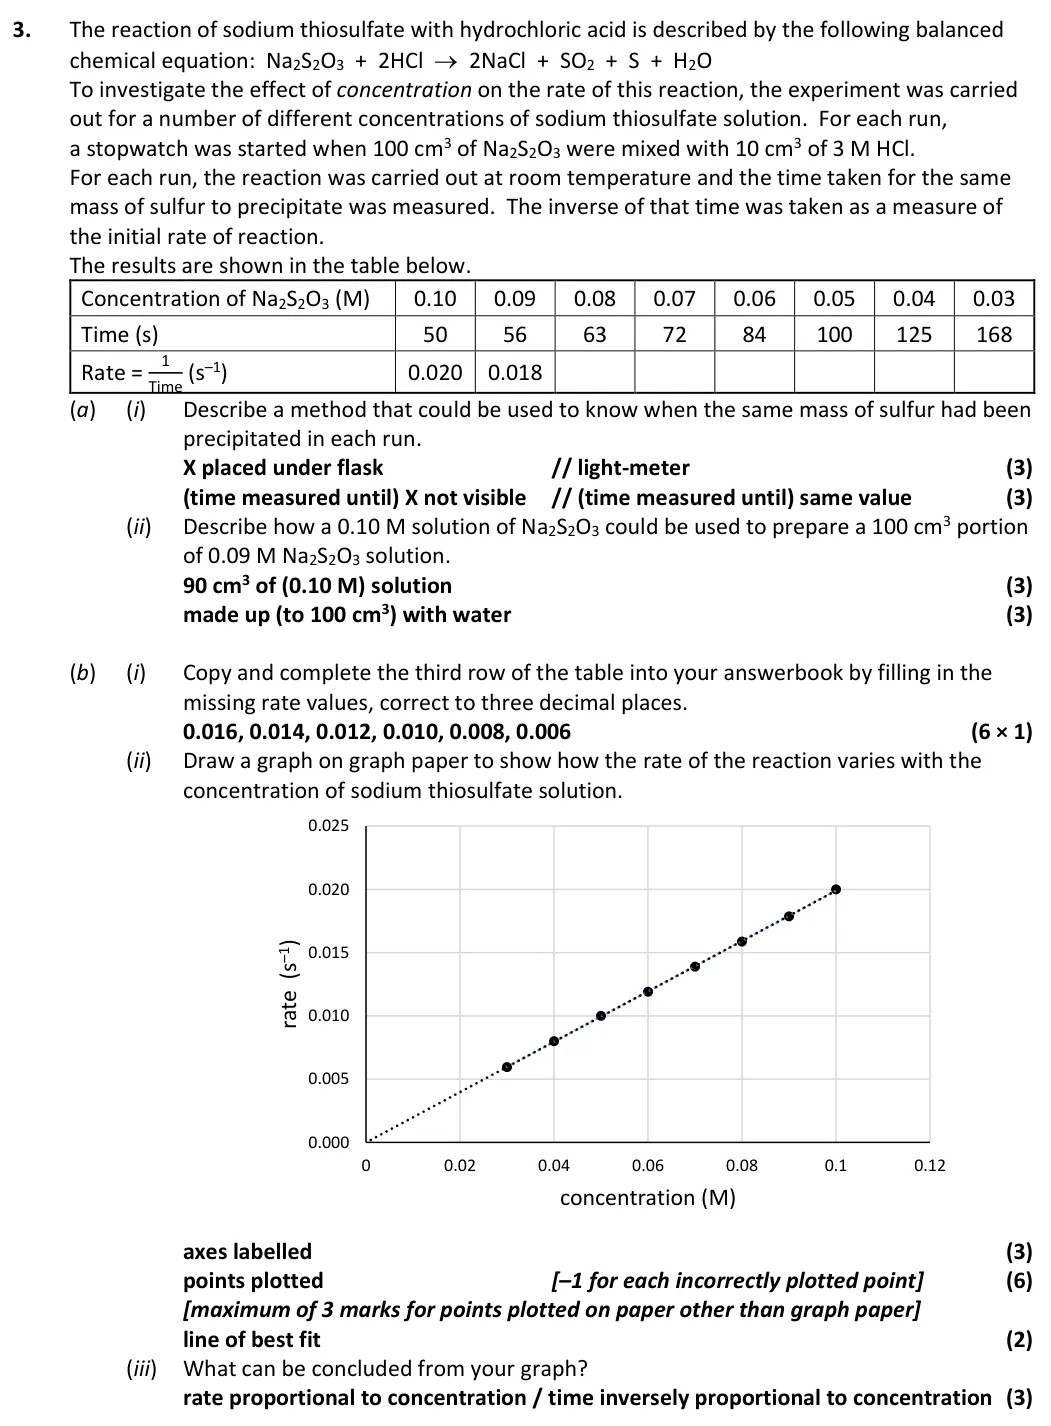 3. The reaction of sodium thiosulfate with hydrochloric acid is described by the following balanced
chemical equation: Na₂S₂O₃ + 2HCl → 2NaCl + SO₂ + S + H₂O
To investigate the effect of concentration on the rate of this reaction, the experiment was carried
out for a number of different concentrations of sodium thiosulfate solution. For each run,
a stopwatch was started when 100 cm³ of Na₂S₂O₃ were mixed with 10 cm³ of 3 M HCl.
For each run, the reaction was carried out at room temperature and the time taken for the same
mass of sulfur to precipitate was measured. The inverse of that time was taken as a measure of
the initial rate of reaction.
The results are shown in the table below.
Concentration of Na₂S₂O₃ (M) 0.10 0.09 0.08 0.07 0.06 0.05 0.04 0.03
Time (s) 50 56 63 72 84 100 125 168
Rate = 1/Time (s⁻¹) 0.020 0.018
(a) (i) Describe a method that could be used to know when the same mass of sulfur had been
precipitated in each run.
X placed under flask // light-meter (3)
(time measured until) X not visible // (time measured until) same value (3)
(ii) Describe how a 0.10 M solution of Na₂S₂O₃ could be used to prepare a 100 cm³ portion
of 0.09 M Na₂S₂O₃ solution.
90 cm³ of (0.10 M) solution (3)
made up (to 100 cm³) with water (3)
(b) (i) Copy and complete the third row of the table into your answerbook by filling in the
missing rate values, correct to three decimal places.
0.016, 0.014, 0.012, 0.010, 0.008, 0.006 (6 × 1)
(ii) Draw a graph on graph paper to show how the rate of the reaction varies with the
concentration of sodium thiosulfate solution.
0.025
0.020
0.015
0.010
0.005
0.000
rate (s⁻¹)
0 0.02 0.04 0.06 0.08 0.1 0.12
concentration (M)
axes labelled (3)
points plotted [–1 for each incorrectly plotted point] (6)
[maximum of 3 marks for points plotted on paper other than graph paper]
line of best fit (2)
(iii) What can be concluded from your graph?
rate proportional to concentration / time inversely proportional to concentration (3)